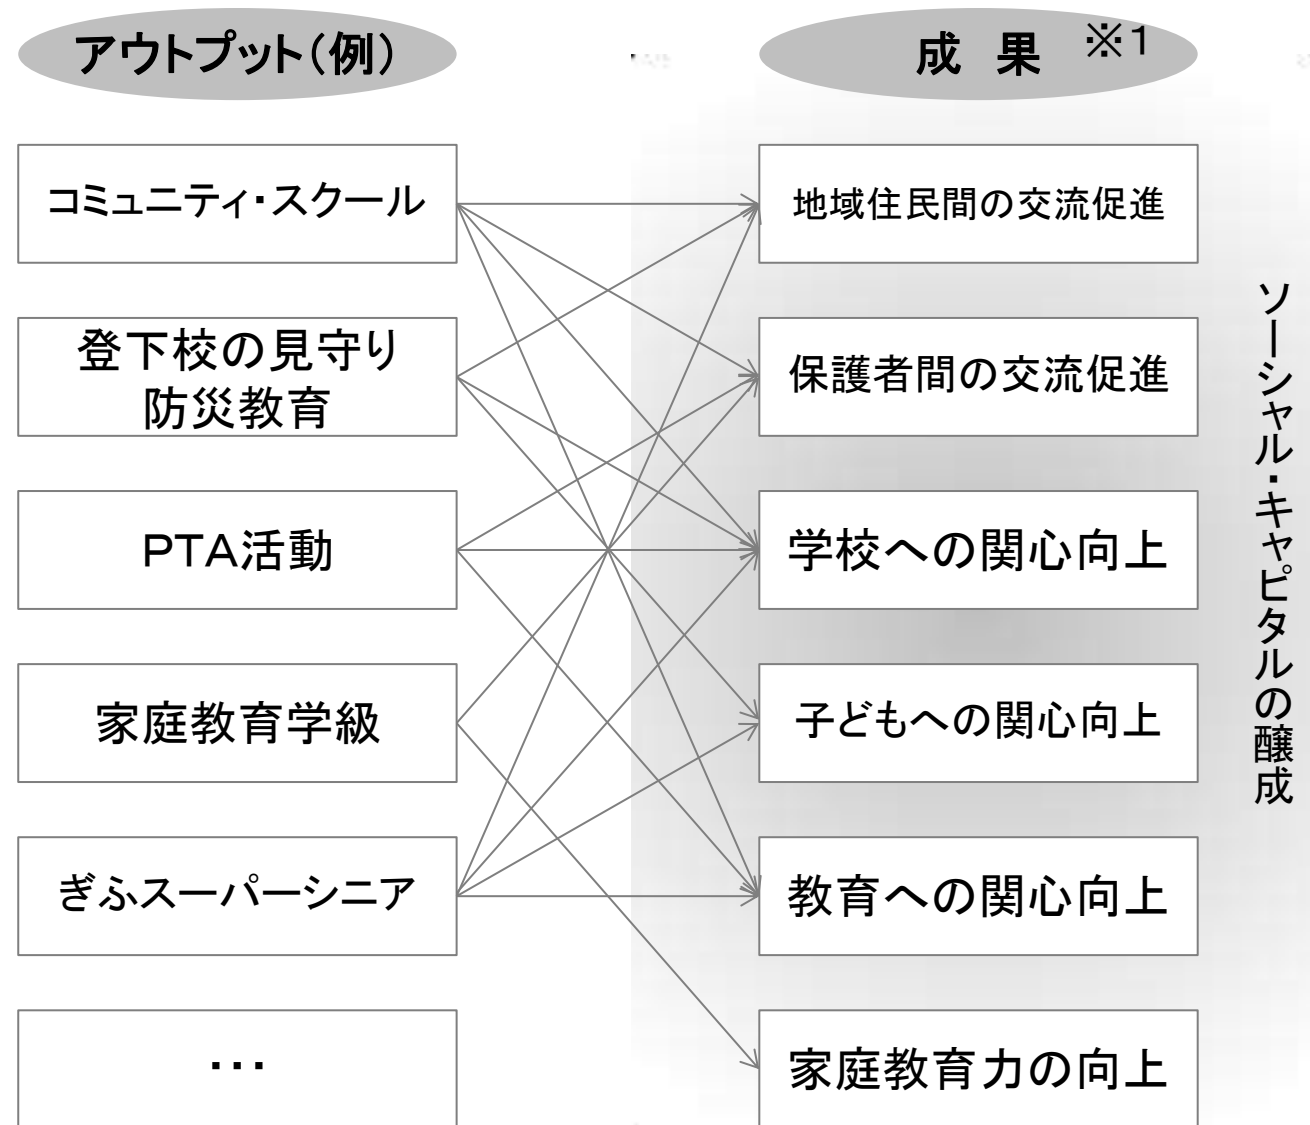 アウトプット(例)
コミュニティ・スクール
登下校の見守り
防災教育
PTA活動
家庭教育学級
ぎふスーパーシニア
・・・
成 果 ※1
地域住民間の交流促進
保護者間の交流促進
学校への関心向上
子どもへの関心向上
教育への関心向上
家庭教育力の向上
ソーシャル・キャピタルの醸成